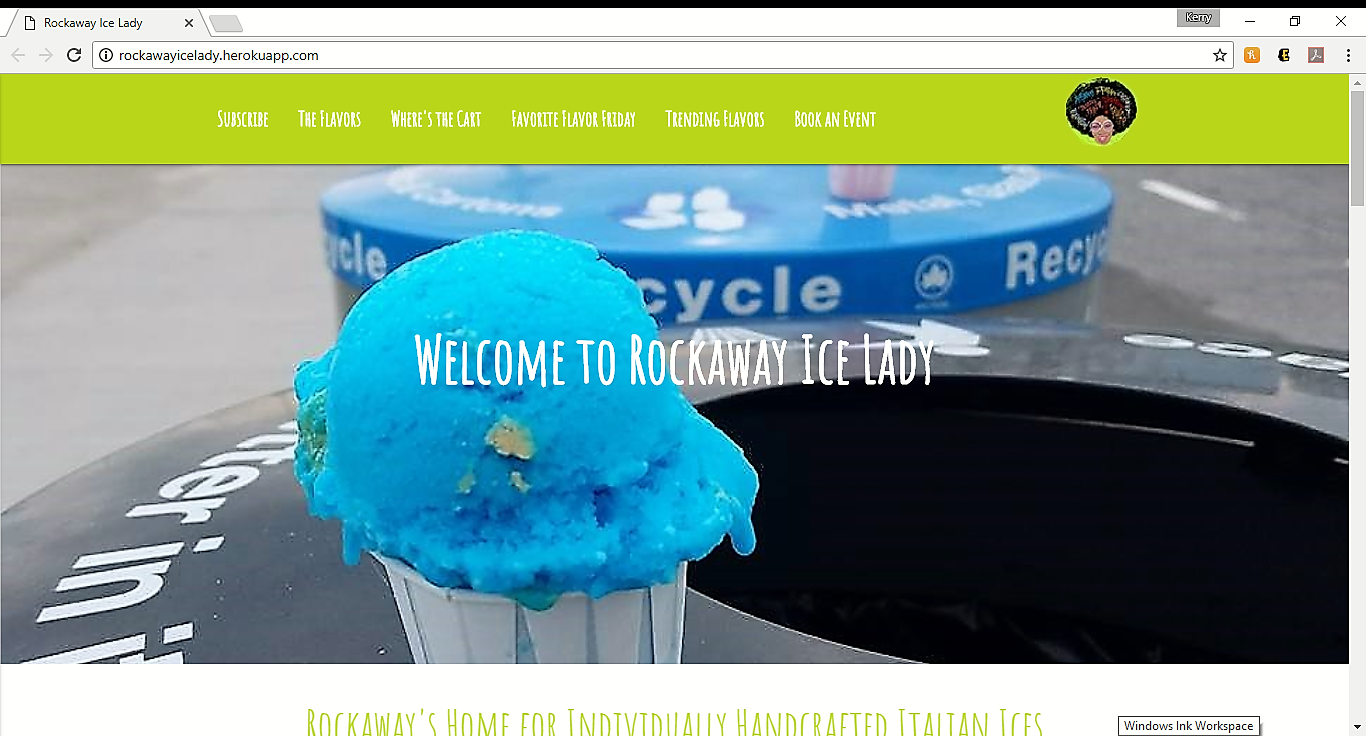 Rockaway Ice Lady
Kerry
rockawayicelady.herokuapp.com
Subscribe The Flavors Where's the Cart Favorite Flavor Friday Trending Flavors Book an Event
Recycle
Welcome to Rockaway Ice Lady
Rockaway's Home for Individually Handcrafted Italian Ices
Windows Ink Workspace